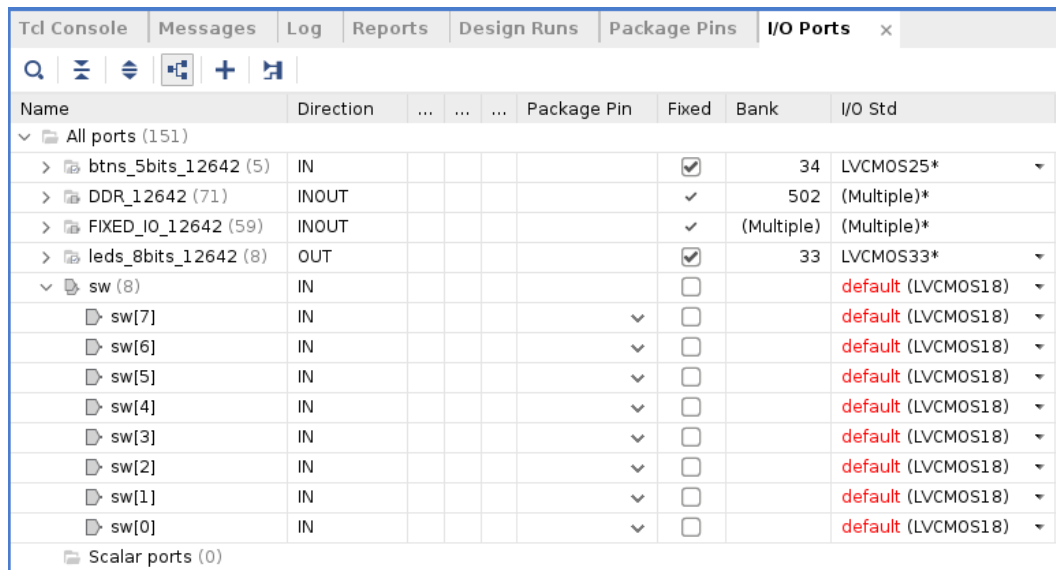 Tcl Console Messages Log Reports Design Runs Package Pins I/O Ports ×
Name Direction ... ... ... Package Pin Fixed Bank I/O Std
All ports (151)
btns_5bits_12642 (5) IN 34 LVCMOS25*
DDR_12642 (71) INOUT 502 (Multiple)*
FIXED_IO_12642 (59) INOUT (Multiple) (Multiple)*
leds_8bits_12642 (8) OUT 33 LVCMOS33*
sw (8) IN default (LVCMOS18)
sw[7] IN default (LVCMOS18)
sw[6] IN default (LVCMOS18)
sw[5] IN default (LVCMOS18)
sw[4] IN default (LVCMOS18)
sw[3] IN default (LVCMOS18)
sw[2] IN default (LVCMOS18)
sw[1] IN default (LVCMOS18)
sw[0] IN default (LVCMOS18)
Scalar ports (0)